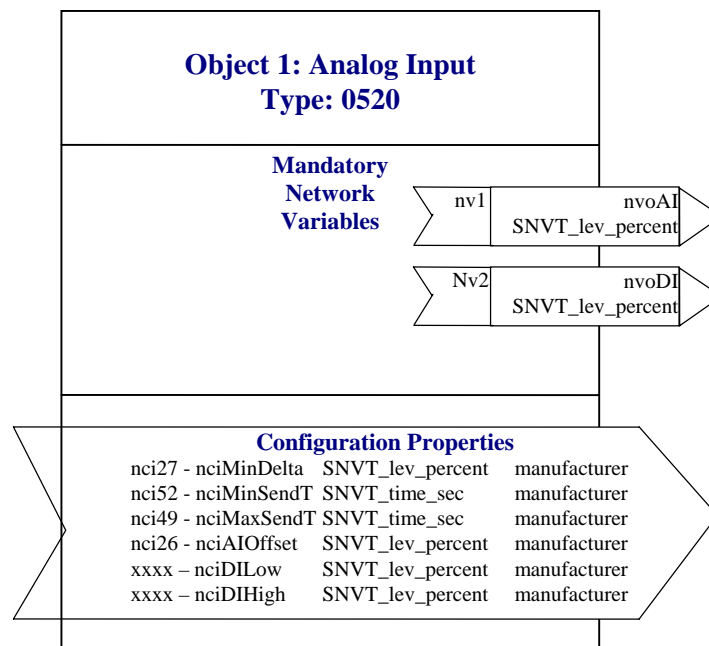 Object 1: Analog Input
Type: 0520
Mandatory
Network
Variables
nv1 nvoAI
SNVT_lev_percent
Nv2 nvoDI
SNVT_lev_percent
Configuration Properties
nci27 - nciMinDelta SNVT_lev_percent manufacturer
nci52 - nciMinSendT SNVT_time_sec manufacturer
nci49 - nciMaxSendT SNVT_time_sec manufacturer
nci26 - nciAIOffset SNVT_lev_percent manufacturer
xxxx – nciDILow SNVT_lev_percent manufacturer
xxxx – nciDIHigh SNVT_lev_percent manufacturer